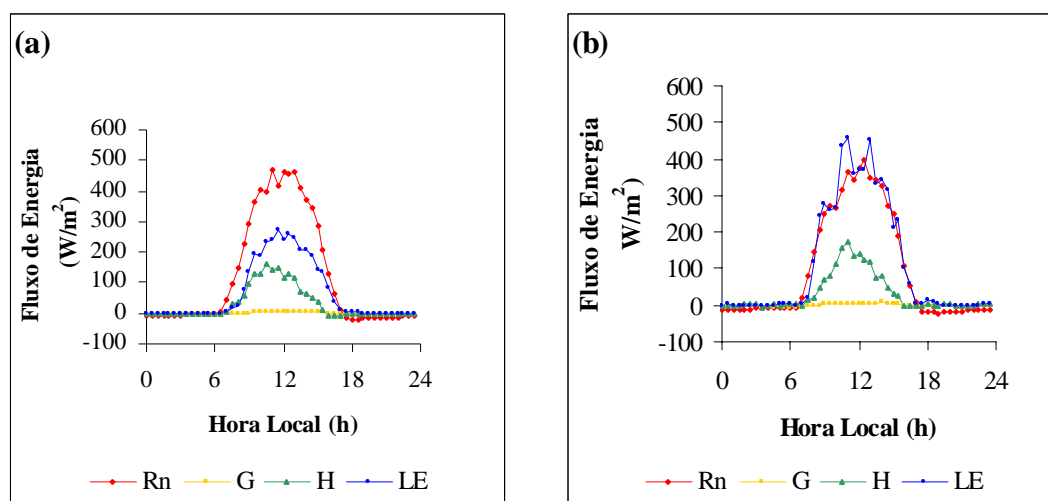 (a)
Fluxo de Energia
(W/m²)
600
500
400
300
200
100
0
-100
0 6 12 18 24
Hora Local (h)
Rn G H LE
(b)
Fluxo de Energia
W/m²
600
500
400
300
200
100
0
-100
0 6 12 18 24
Hora Local (h)
Rn G H LE